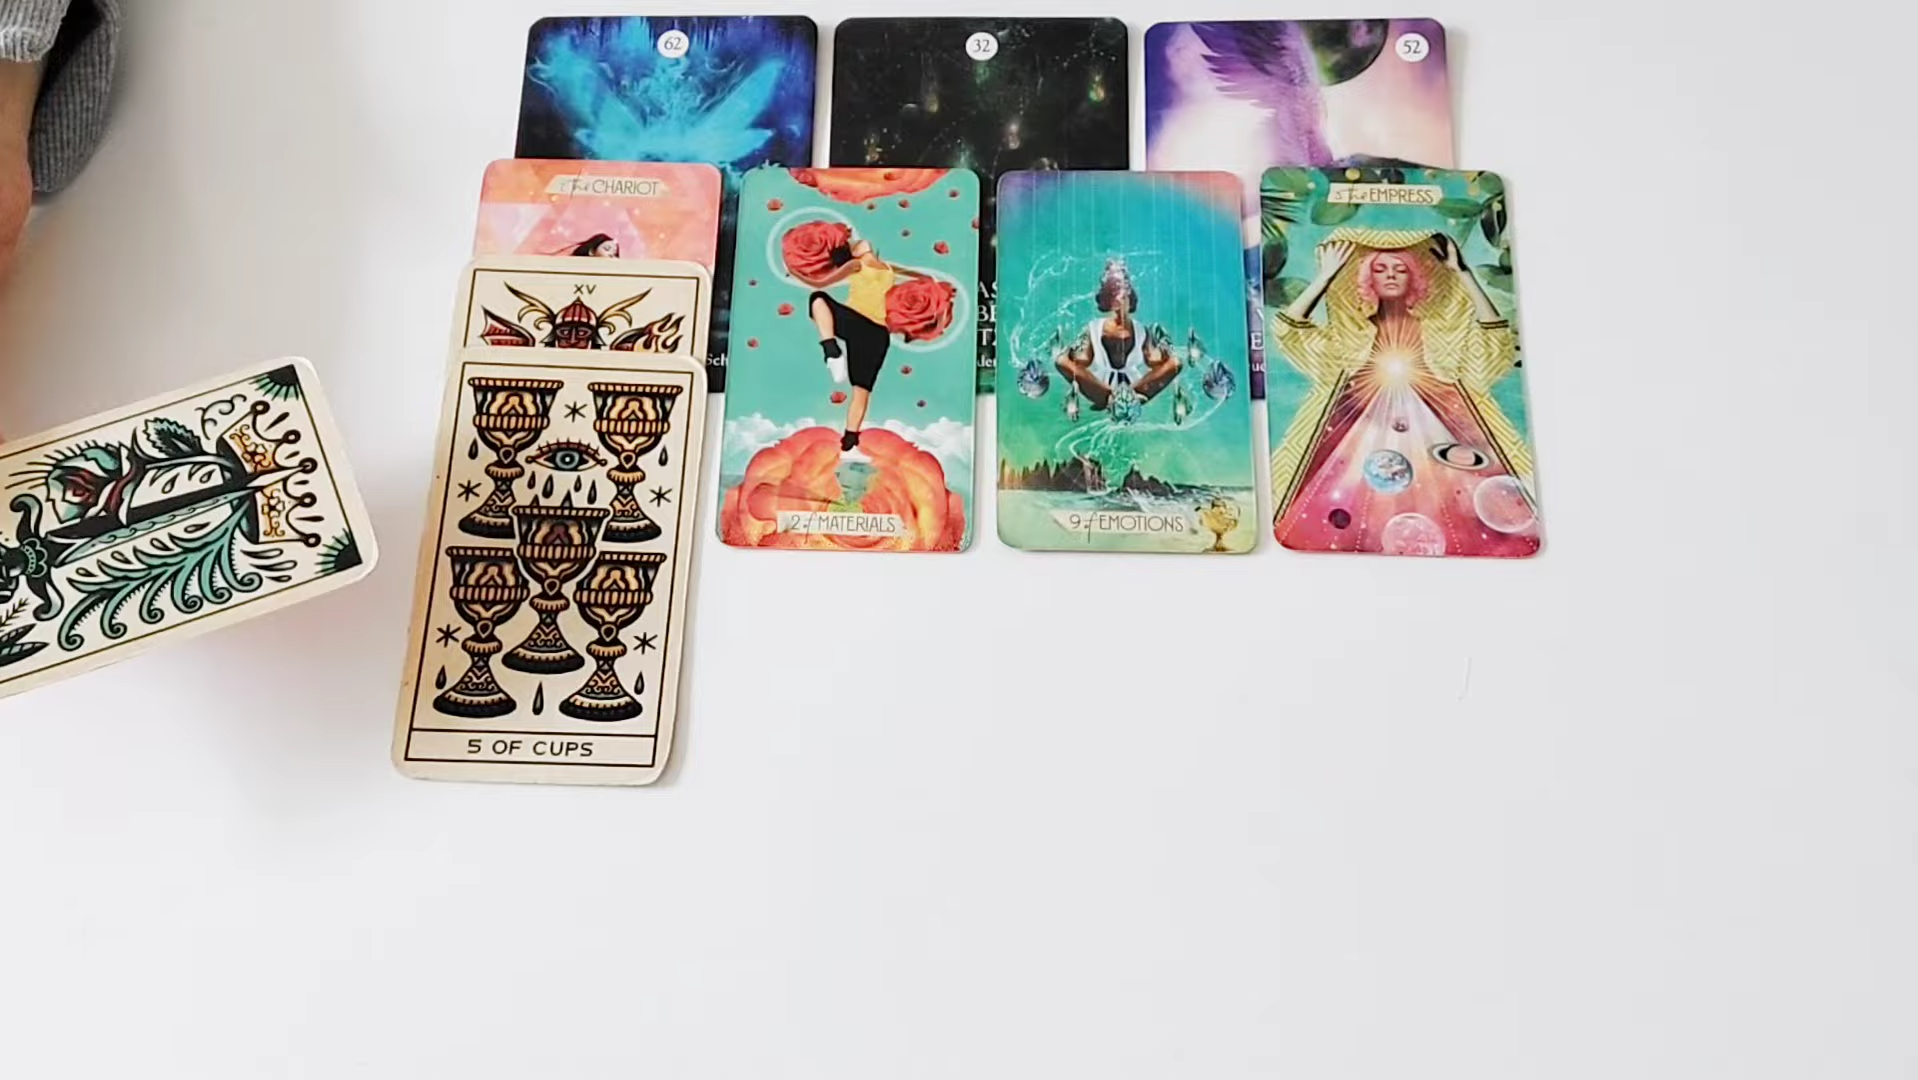 62
32
52
the CHARIOT
the EMPRESS
XV
2 of MATERIALS
9 of EMOTIONS
5 OF CUPS